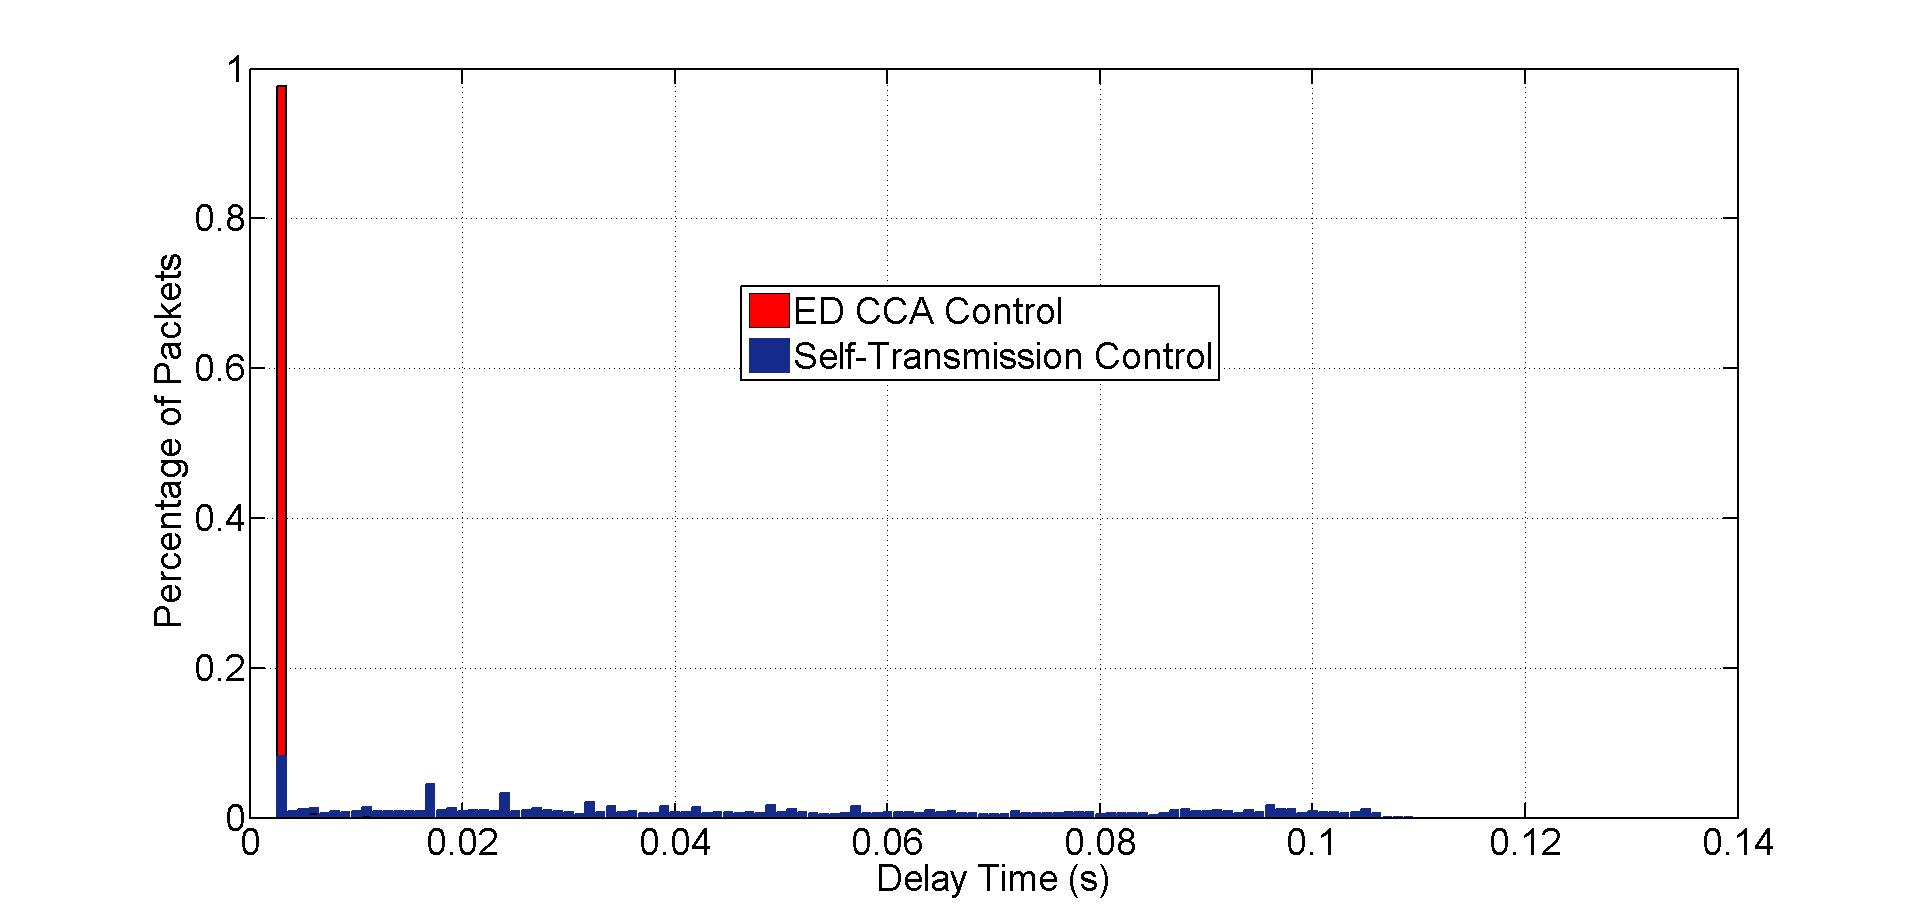 1
0.8
0.6
0.4
0.2
0
Percentage of Packets
ED CCA Control
Self-Transmission Control
0 0.02 0.04 0.06 0.08 0.1 0.12 0.14
Delay Time (s)